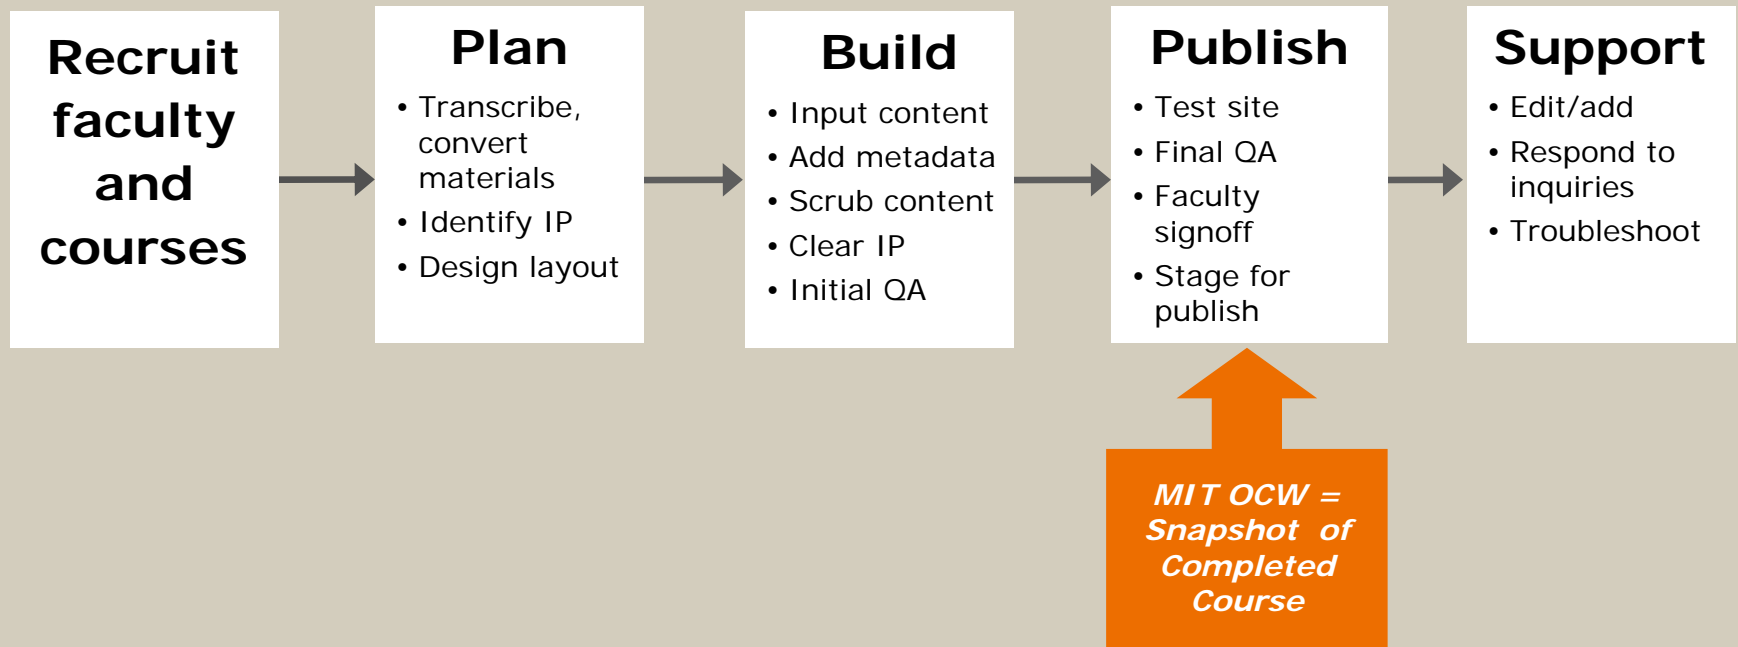 Recruit
faculty
and
courses
Plan
• Transcribe,
convert
materials
• Identify IP
• Design layout
Build
• Input content
• Add metadata
• Scrub content
• Clear IP
• Initial QA
Publish
• Test site
• Final QA
• Faculty
signoff
• Stage for
publish
Support
• Edit/add
• Respond to
inquiries
• Troubleshoot
MIT OCW =
Snapshot of
Completed
Course